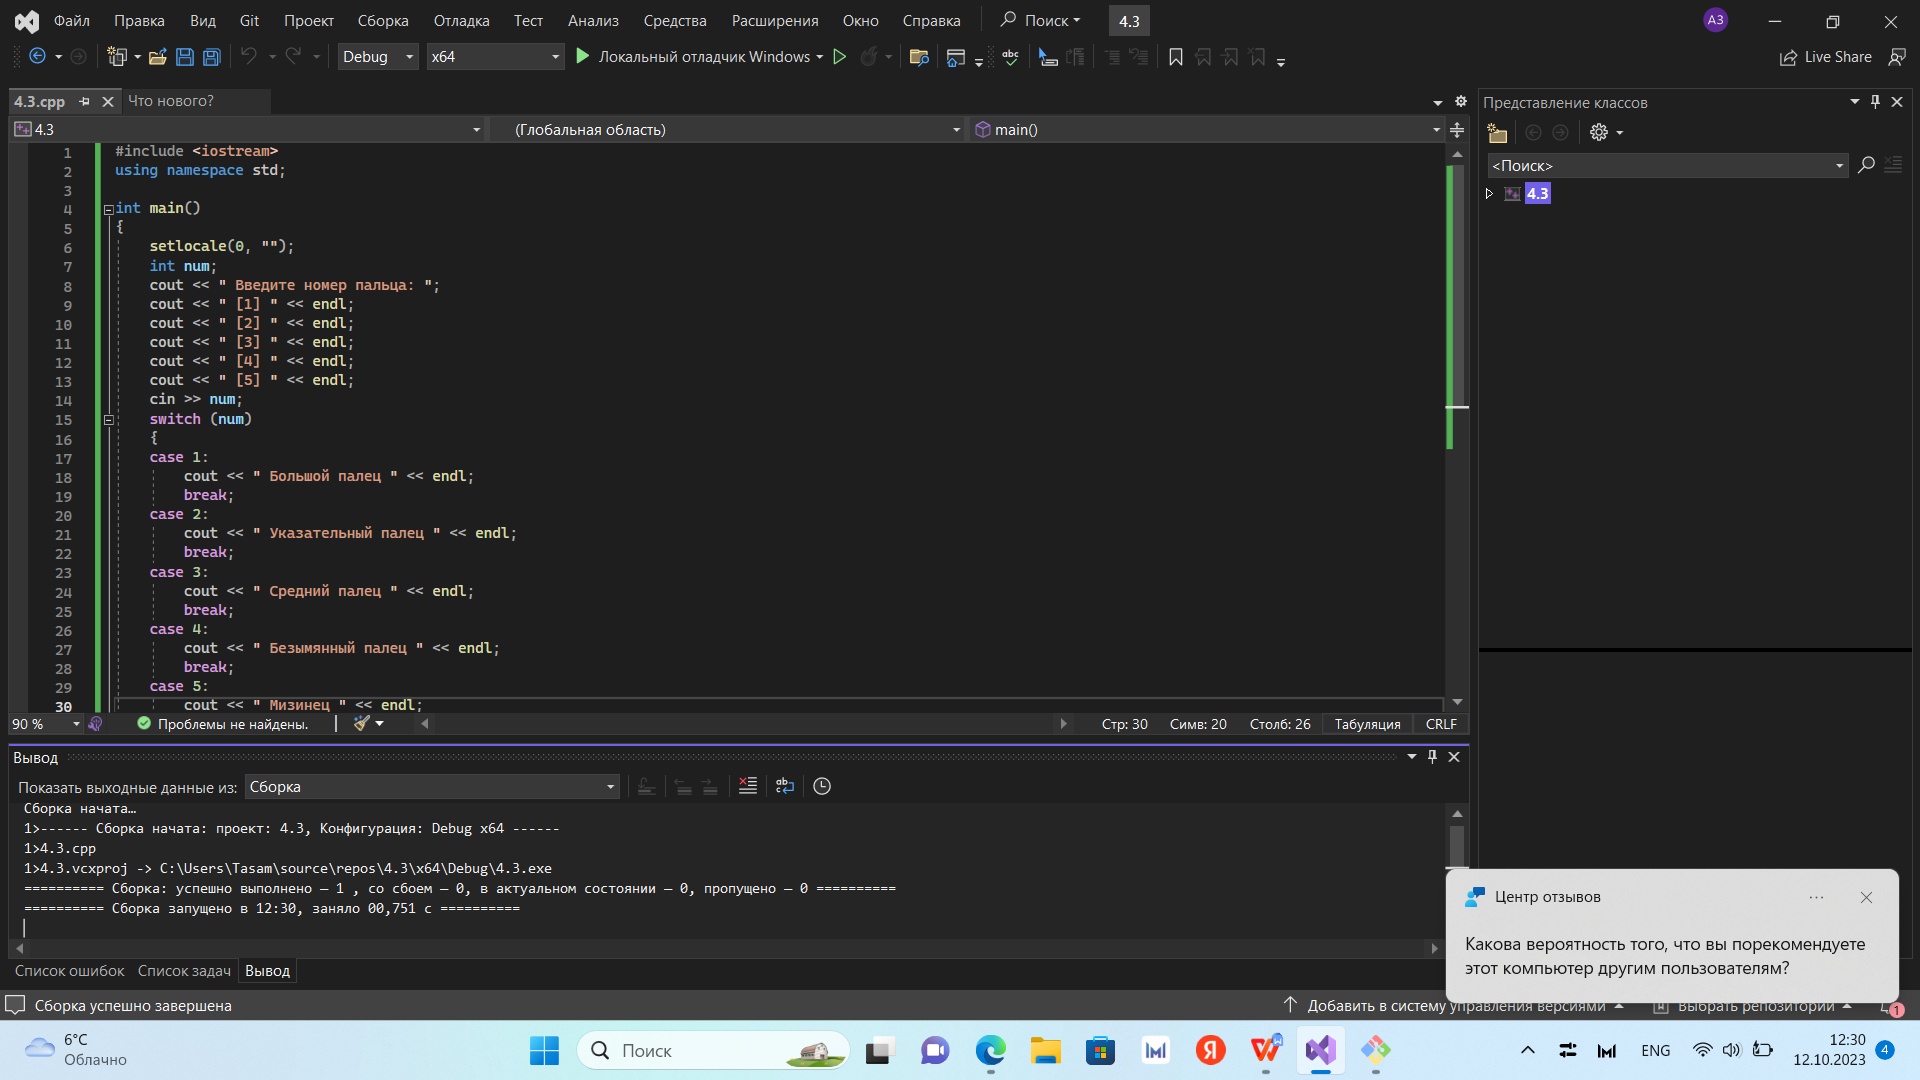 Файл Правка Вид Git Проект Сборка Отладка Тест Анализ Средства Расширения Окно Справка Поиск 4.3 АЗ
Debug x64 Локальный отладчик Windows Live Share
4.3.cpp Что нового?
4.3 (Глобальная область) main()
1 #include <iostream>
2 using namespace std;
3
4 int main()
5 {
6 setlocale(0, "");
7 int num;
8 cout << " Введите номер пальца: ";
9 cout << " [1] " << endl;
10 cout << " [2] " << endl;
11 cout << " [3] " << endl;
12 cout << " [4] " << endl;
13 cout << " [5] " << endl;
14 cin >> num;
15 switch (num)
16 {
17 case 1:
18 cout << " Большой палец " << endl;
19 break;
20 case 2:
21 cout << " Указательный палец " << endl;
22 break;
23 case 3:
24 cout << " Средний палец " << endl;
25 break;
26 case 4:
27 cout << " Безымянный палец " << endl;
28 break;
29 case 5:
30 cout << " Мизинец " << endl;
90 % Проблемы не найдены. Стр: 30 Симв: 20 Столб: 26 Табуляция CRLF
Представление классов
<Поиск>
4.3
Вывод
Показать выходные данные из: Сборка
Сборка начата…
1>------ Сборка начата: проект: 4.3, Конфигурация: Debug x64 ------
1>4.3.cpp
1>4.3.vcxproj -> C:\Users\Tasam\source\repos\4.3\x64\Debug\4.3.exe
========== Сборка: успешно выполнено — 1 , со сбоем — 0, в актуальном состоянии — 0, пропущено — 0 ==========
========== Сборка запущено в 12:30, заняло 00,751 с ==========
Список ошибок Список задач Вывод
Центр отзывов
Какова вероятность того, что вы порекомендуете
этот компьютер другим пользователям?
Сборка успешно завершена Добавить в систему управления версиями Выбрать репозиторий 1
6°C
Облачно
Поиск
ENG
12:30
12.10.2023 4